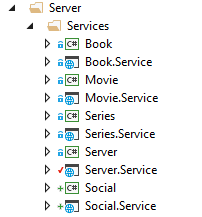 Server
Services
C# Book
Book.Service
C# Movie
Movie.Service
C# Series
Series.Service
C# Server
Server.Service
C# Social
Social.Service